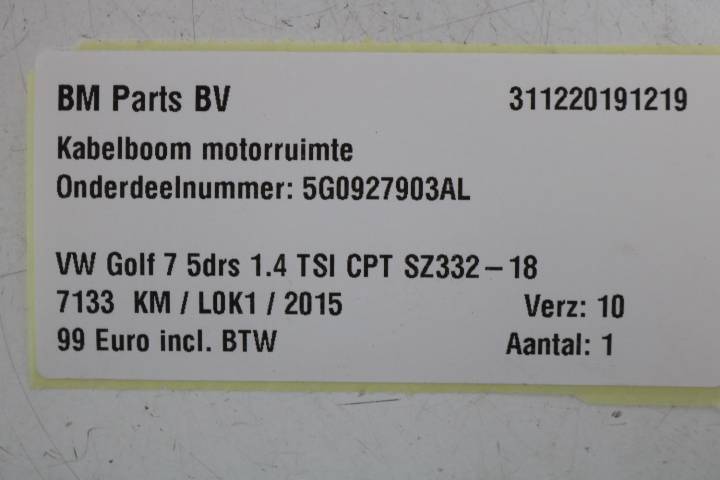 BM Parts BV 311220191219
Kabelboom motorruimte
Onderdeelnummer: 5G0927903AL
VW Golf 7 5drs 1.4 TSI CPT SZ332-18
7133 KM / L0K1 / 2015 Verz: 10
99 Euro incl. BTW Aantal: 1